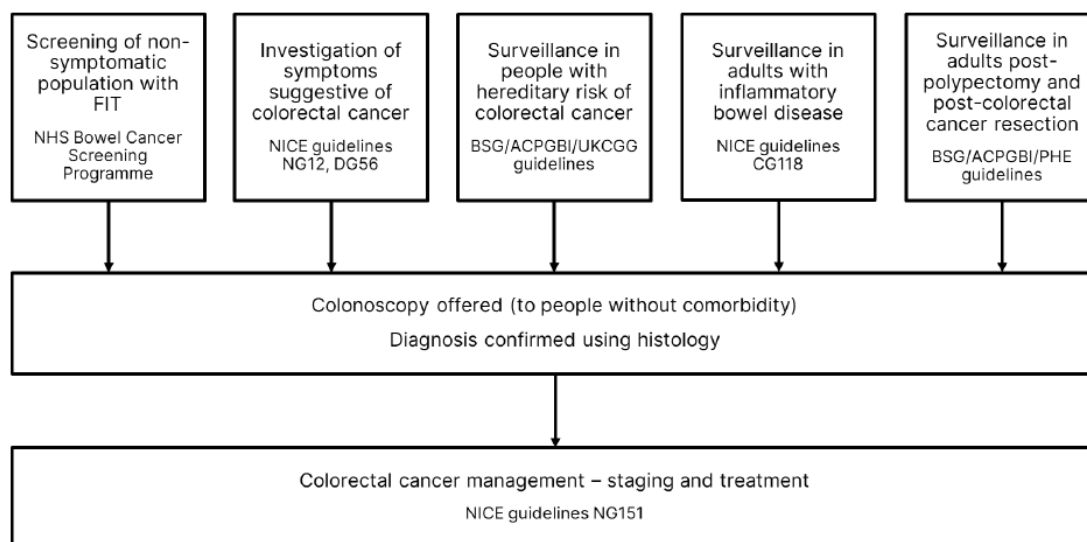 Screening of non-
symptomatic
population with
FIT
NHS Bowel Cancer
Screening
Programme
Investigation of
symptoms
suggestive of
colorectal cancer
NICE guidelines
NG12, DG56
Surveillance in
people with
hereditary risk of
colorectal cancer
BSG/ACPGBI/UKCGG
guidelines
Surveillance in
adults with
inflammatory
bowel disease
NICE guidelines
CG118
Surveillance in
adults post-
polypectomy and
post-colorectal
cancer resection
BSG/ACPGBI/PHE
guidelines
Colonoscopy offered (to people without comorbidity)
Diagnosis confirmed using histology
Colorectal cancer management – staging and treatment
NICE guidelines NG151